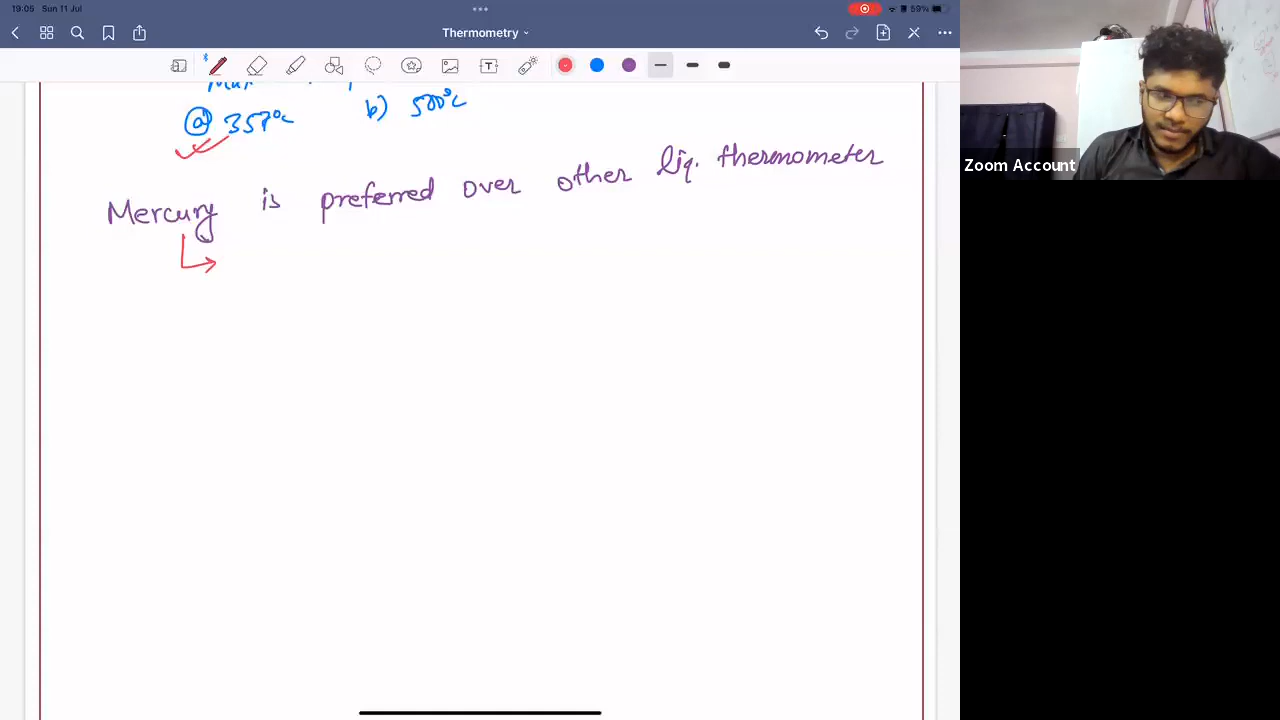 19:05 Sun 11 Jul
59%
Thermometry
a 357°C
b) 500°C
Mercury is preferred over other liq. thermometer
Zoom Account